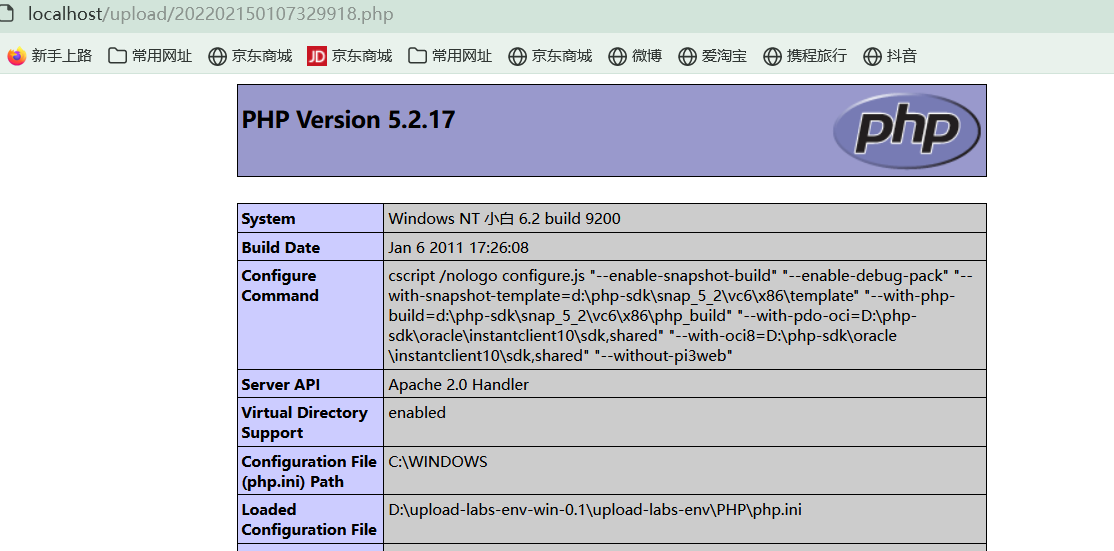 localhost/upload/202202150107329918.php
新手上路 常用网址 京东商城 JD 京东商城 常用网址 京东商城 微博 爱淘宝 携程旅行 抖音
PHP Version 5.2.17
php
System Windows NT 小白 6.2 build 9200
Build Date Jan 6 2011 17:26:08
Configure Command cscript /nologo configure.js "--enable-snapshot-build" "--enable-debug-pack" "--
with-snapshot-template=d:\php-sdk\snap_5_2\vc6\x86\template" "--with-php-
build=d:\php-sdk\snap_5_2\vc6\x86\php_build" "--with-pdo-oci=D:\php-
sdk\oracle\instantclient10\sdk,shared" "--with-oci8=D:\php-sdk\oracle
\instantclient10\sdk,shared" "--without-pi3web"
Server API Apache 2.0 Handler
Virtual Directory Support enabled
Configuration File (php.ini) Path C:\WINDOWS
Loaded Configuration File D:\upload-labs-env-win-0.1\upload-labs-env\PHP\php.ini